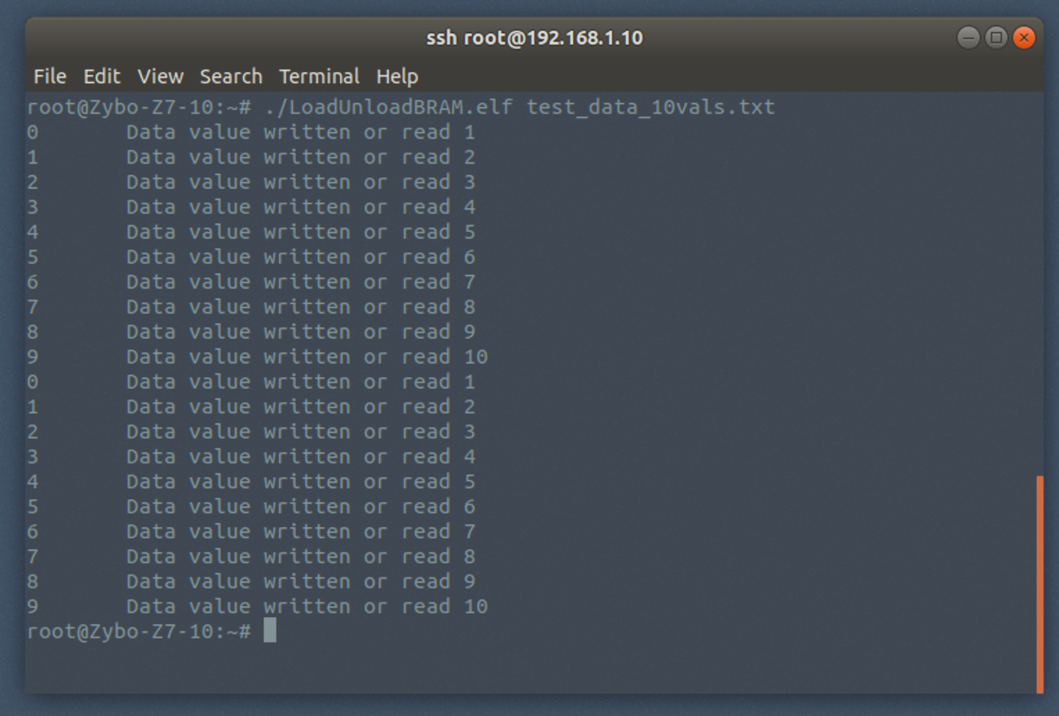 ssh root@192.168.1.10
File Edit View Search Terminal Help
root@Zybo-Z7-10:~# ./LoadUnloadBRAM.elf test_data_10vals.txt
0 Data value written or read 1
1 Data value written or read 2
2 Data value written or read 3
3 Data value written or read 4
4 Data value written or read 5
5 Data value written or read 6
6 Data value written or read 7
7 Data value written or read 8
8 Data value written or read 9
9 Data value written or read 10
0 Data value written or read 1
1 Data value written or read 2
2 Data value written or read 3
3 Data value written or read 4
4 Data value written or read 5
5 Data value written or read 6
6 Data value written or read 7
7 Data value written or read 8
8 Data value written or read 9
9 Data value written or read 10
root@Zybo-Z7-10:~#